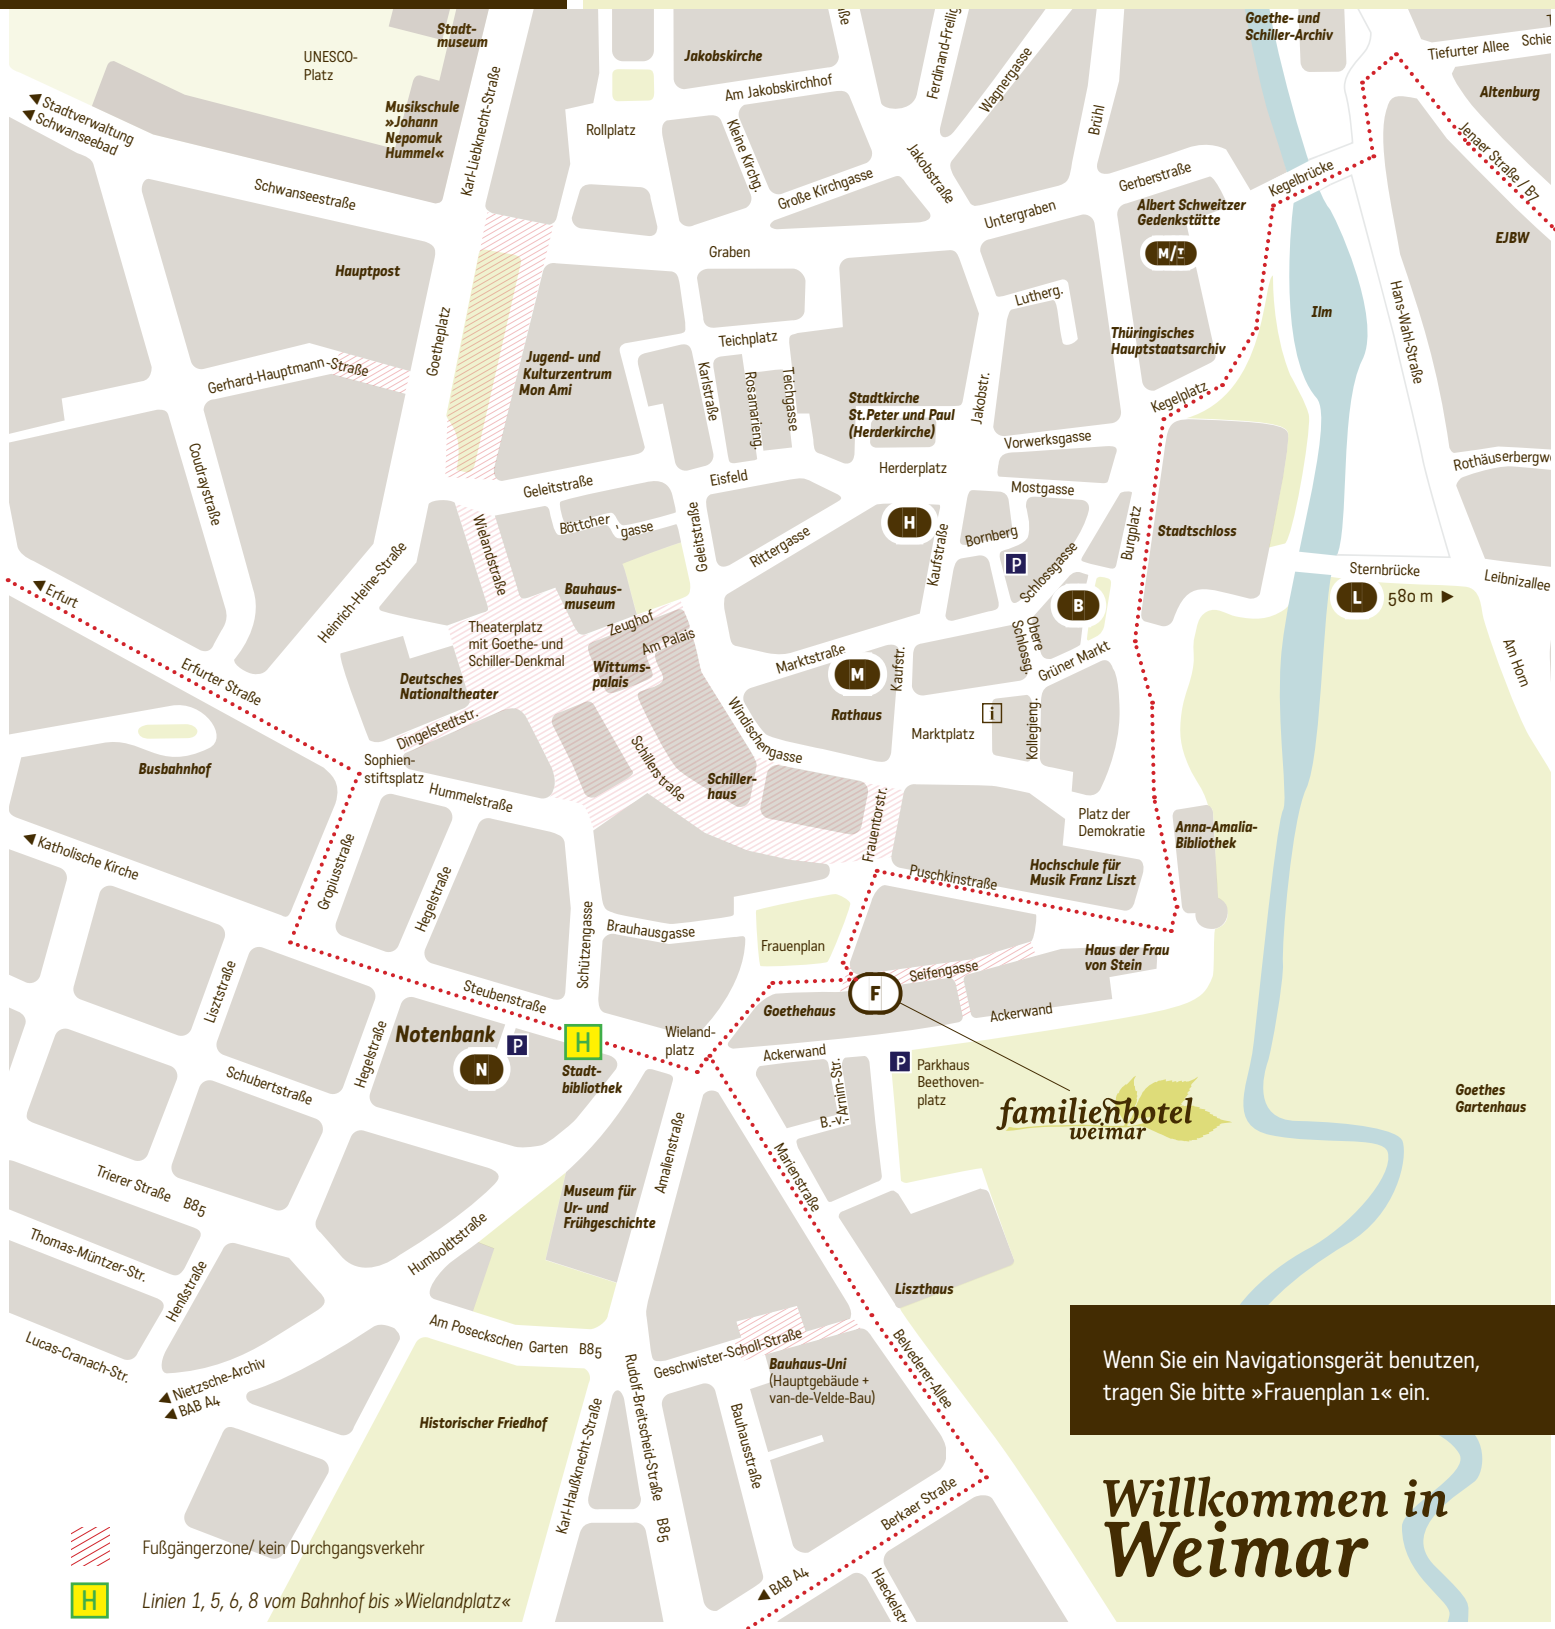 Stadt-
museum
UNESCO-
Platz
Jakobskirche
Goethe- und
Schiller-Archiv
Tiefurter Allee
Altenburg
Jenaer Straße / B7
EJBW
Ferdinand-Freilig
Wagnergasse
Brühl
Am Jakobskirchhof
Rollplatz
Kleine Kirchg.
Große Kirchgasse
Jakobstraße
Untergraben
Gerberstraße
Kegelbrücke
Albert Schweitzer
Gedenkstätte
M/T
Musikschule
»Johann
Nepomuk
Hummel«
Karl-Liebknecht-Straße
Stadtverwaltung
Schwanseebad
Schwanseestraße
Hauptpost
Goetheplatz
Graben
Ilm
Hans-Wahl-Straße
Lutherg.
Thüringisches
Hauptstaatsarchiv
Kegelplatz
Teichplatz
Karlstraße
Rosamarieng.
Teichgasse
Jugend- und
Kulturzentrum
Mon Ami
Gerhard-Hauptmann-Straße
Coudraystraße
Stadtkirche
St.Peter und Paul
(Herderkirche)
Jakobstr.
Vorwerksgasse
Herderplatz
Mostgasse
Rothäuserbergw
Geleitstraße
Eisfeld
Böttcher
gasse
Geleitstraße
Rittergasse
H
Kaufstraße
Bornberg
P
Schlossgasse
Burgplatz
Stadtschloss
Sternbrücke
Leibnizallee
L
580 m
B
Am Horn
Wielandstraße
Heinrich-Heine-Straße
Erfurt
Erfurter Straße
Bauhaus-
museum
Zeughof
Am Palais
Theaterplatz
mit Goethe- und
Schiller-Denkmal
Wittums-
palais
Deutsches
Nationaltheater
Dingelstedtstr.
Marktstraße
M
Rathaus
Kaufstr.
Obere
Schlossg.
Grüner Markt
i
Marktplatz
Kollegieng.
Windischengasse
Schillerstraße
Schiller-
haus
Sophien-
stiftsplatz
Hummelstraße
Busbahnhof
Katholische Kirche
Gropiusstraße
Hegelstraße
Frauentorstr.
Platz der
Demokratie
Anna-Amalia-
Bibliothek
Hochschule für
Musik Franz Liszt
Puschkinstraße
Schützengasse
Brauhausgasse
Frauenplan
Haus der Frau
von Stein
Seifengasse
F
Goethehaus
Ackerwand
Lisztstraße
Steubenstraße
Notenbank
P
N
H
Stadt-
bibliothek
Wieland-
platz
Ackerwand
P
Parkhaus
Beethoven-
platz
Hegelstraße
Schubertstraße
B.-v.-Arnim-Str.
familienhotel
weimar
Goethes
Gartenhaus
Amalienstraße
Marienstraße
Trierer Straße B85
Museum für
Ur- und
Frühgeschichte
Thomas-Müntzer-Str.
Humboldtstraße
Henßstraße
Liszthaus
Lucas-Cranach-Str.
Am Poseckschen Garten B85
Geschwister-Scholl-Straße
Bauhaus-Uni
(Hauptgebäude +
van-de-Velde-Bau)
Belvederer-Allee
Nietzsche-Archiv
BAB A4
Historischer Friedhof
Rudolf-Breitscheid-Straße B85
Karl-Haußknecht-Straße
Bauhausstraße
Berkaer Straße
BAB A4
Haeckelstr
Wenn Sie ein Navigationsgerät benutzen,
tragen Sie bitte »Frauenplan 1« ein.
Willkommen in
Weimar
Fußgängerzone/ kein Durchgangsverkehr
H
Linien 1, 5, 6, 8 vom Bahnhof bis »Wielandplatz«